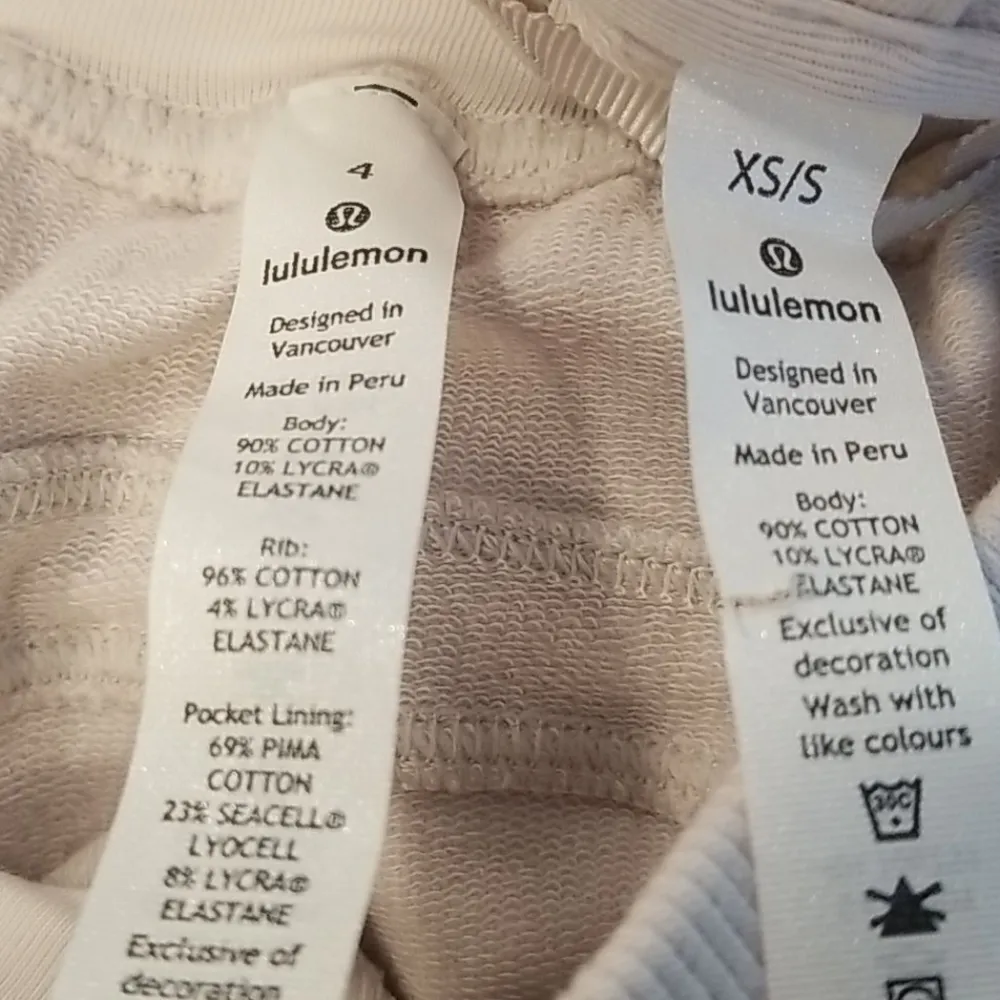 4
lululemon
Designed in
Vancouver
Made in Peru
Body:
90% COTTON
10% LYCRA®
ELASTANE
Rib:
96% COTTON
4% LYCRA®
ELASTANE
Pocket Lining:
69% PIMA
COTTON
23% SEACELL®
LYOCELL
8% LYCRA®
ELASTANE
Exclusive of
decoration
XS/S
lululemon
Designed in
Vancouver
Made in Peru
Body:
90% COTTON
10% LYCRA®
ELASTANE
Exclusive of
decoration
Wash with
like colours
30C